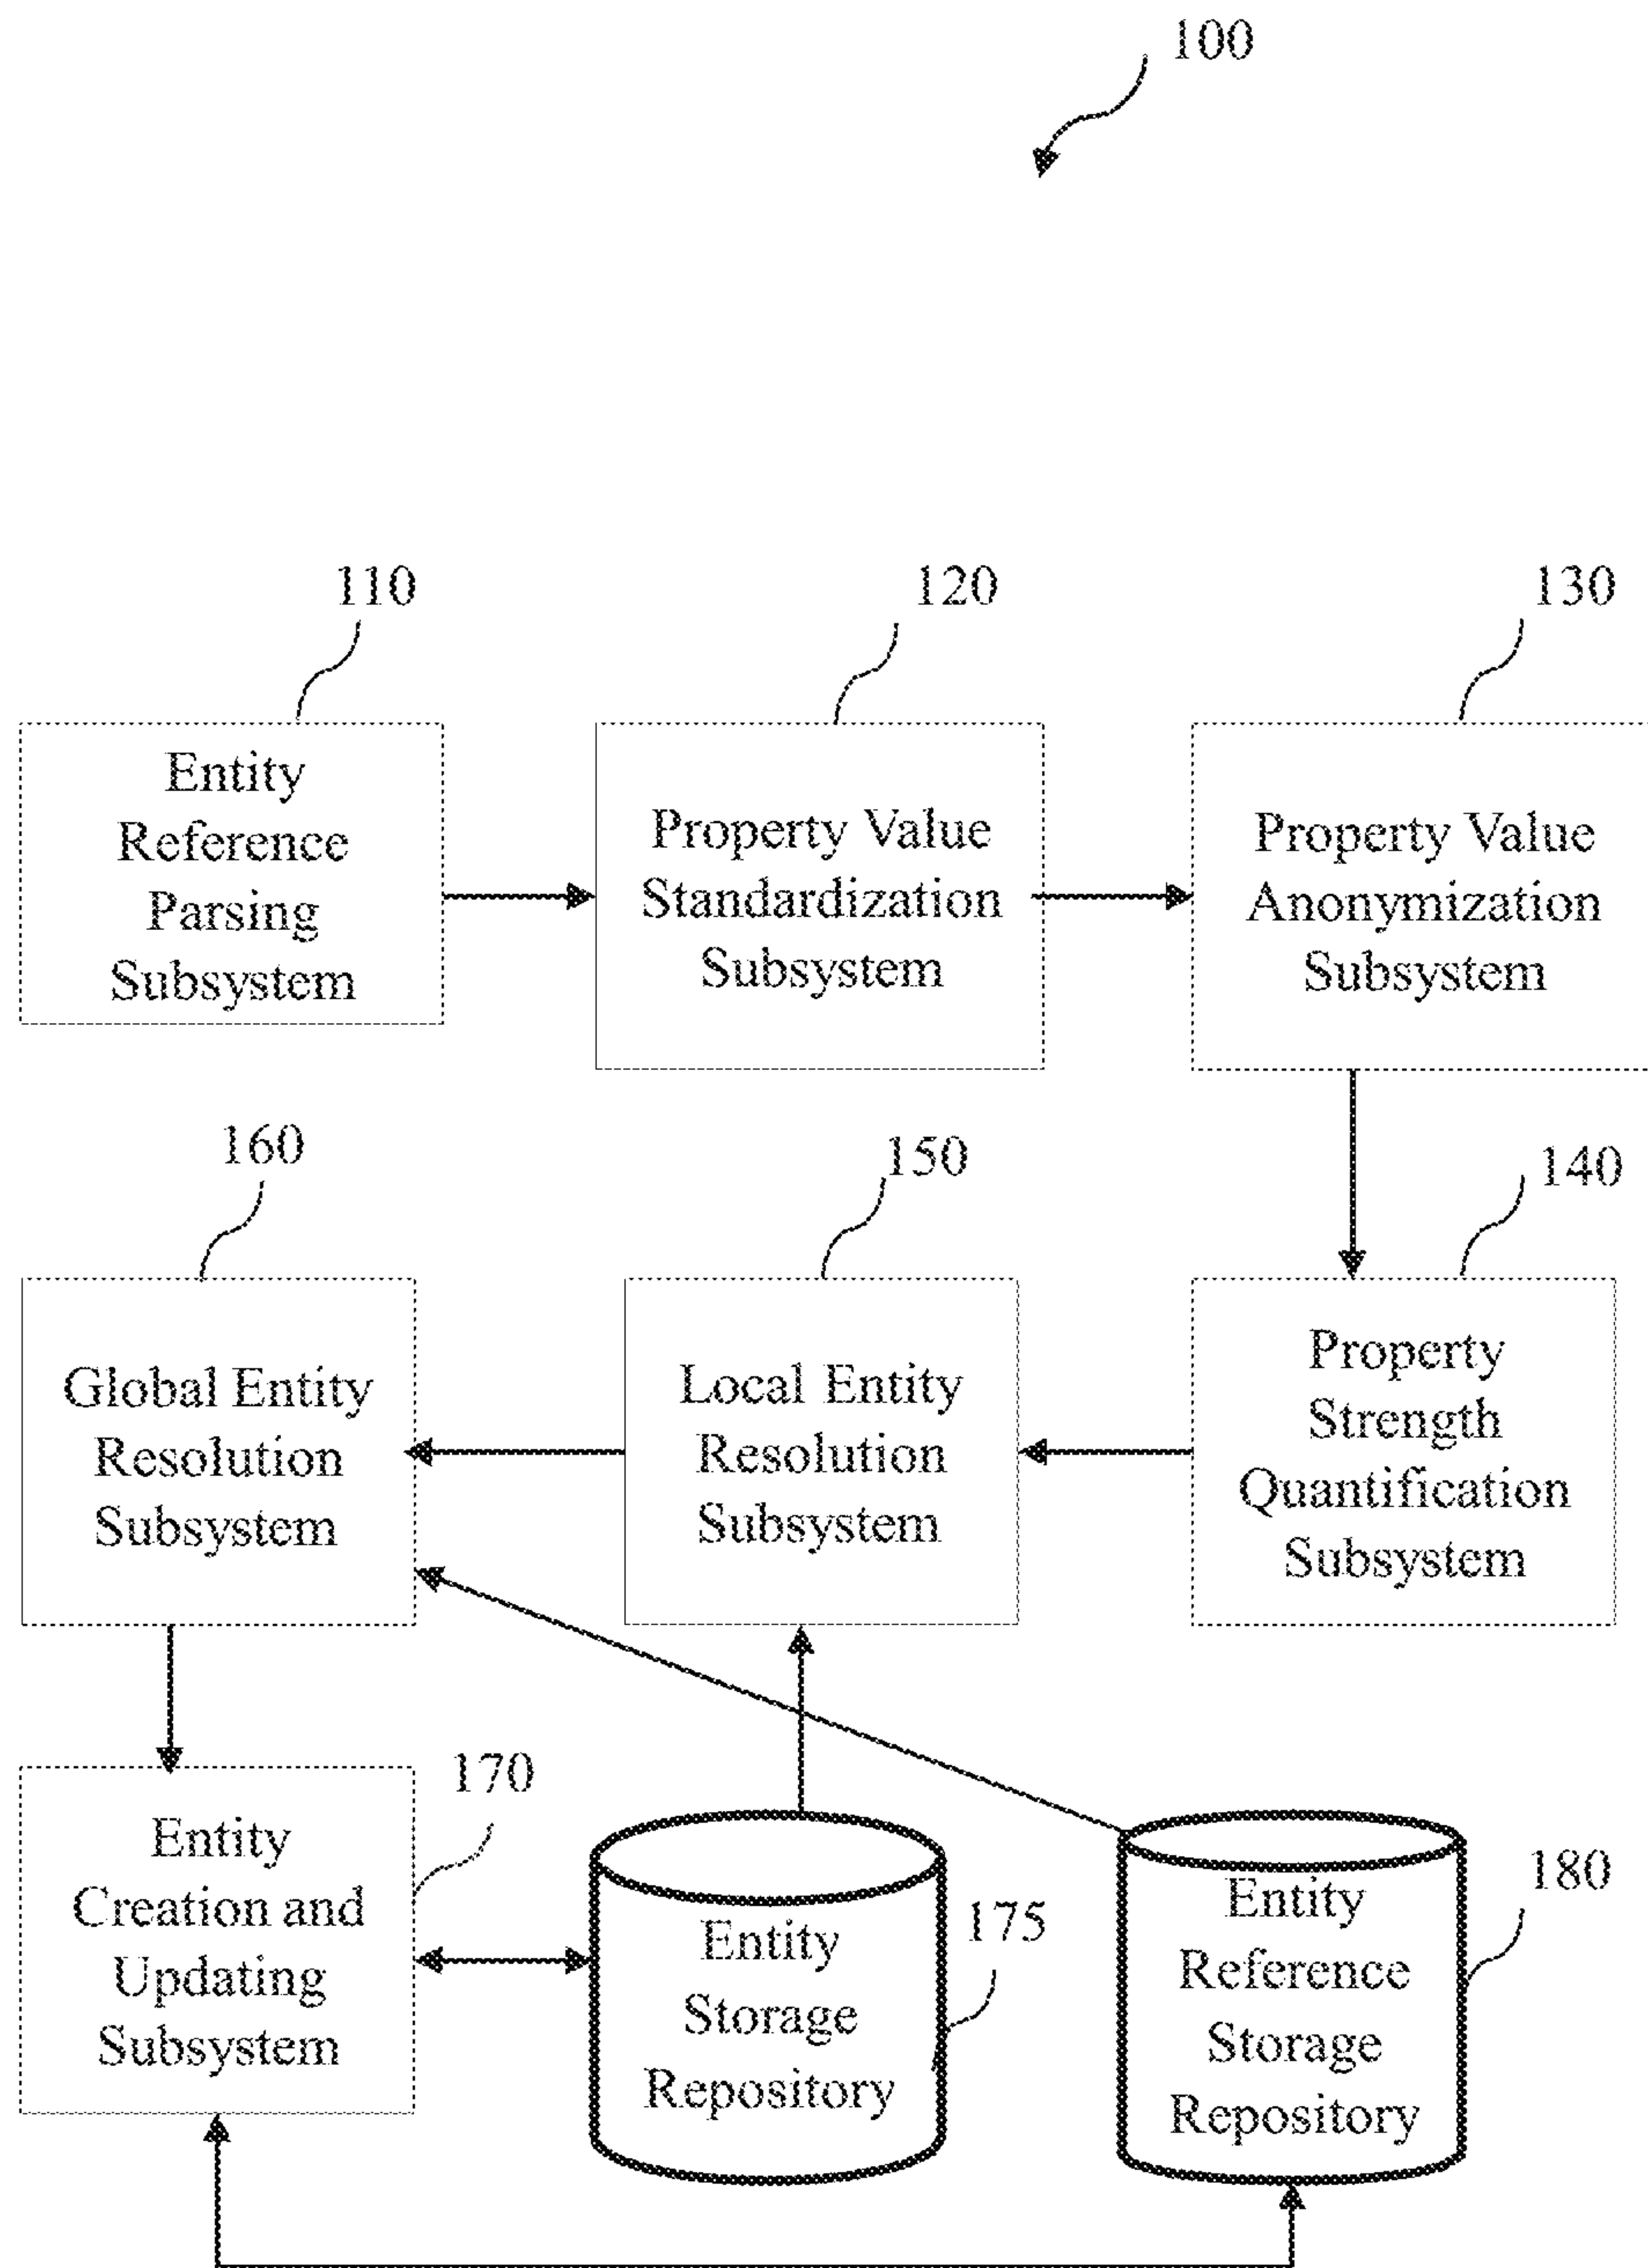 100
110
120
130
Entity
Reference
Parsing
Subsystem
Property Value
Standardization
Subsystem
Property Value
Anonymization
Subsystem
160
150
140
Global Entity
Resolution
Subsystem
Local Entity
Resolution
Subsystem
Property
Strength
Quantification
Subsystem
170
Entity
Creation and
Updating
Subsystem
175
Entity
Storage
Repository
180
Entity
Reference
Storage
Repository